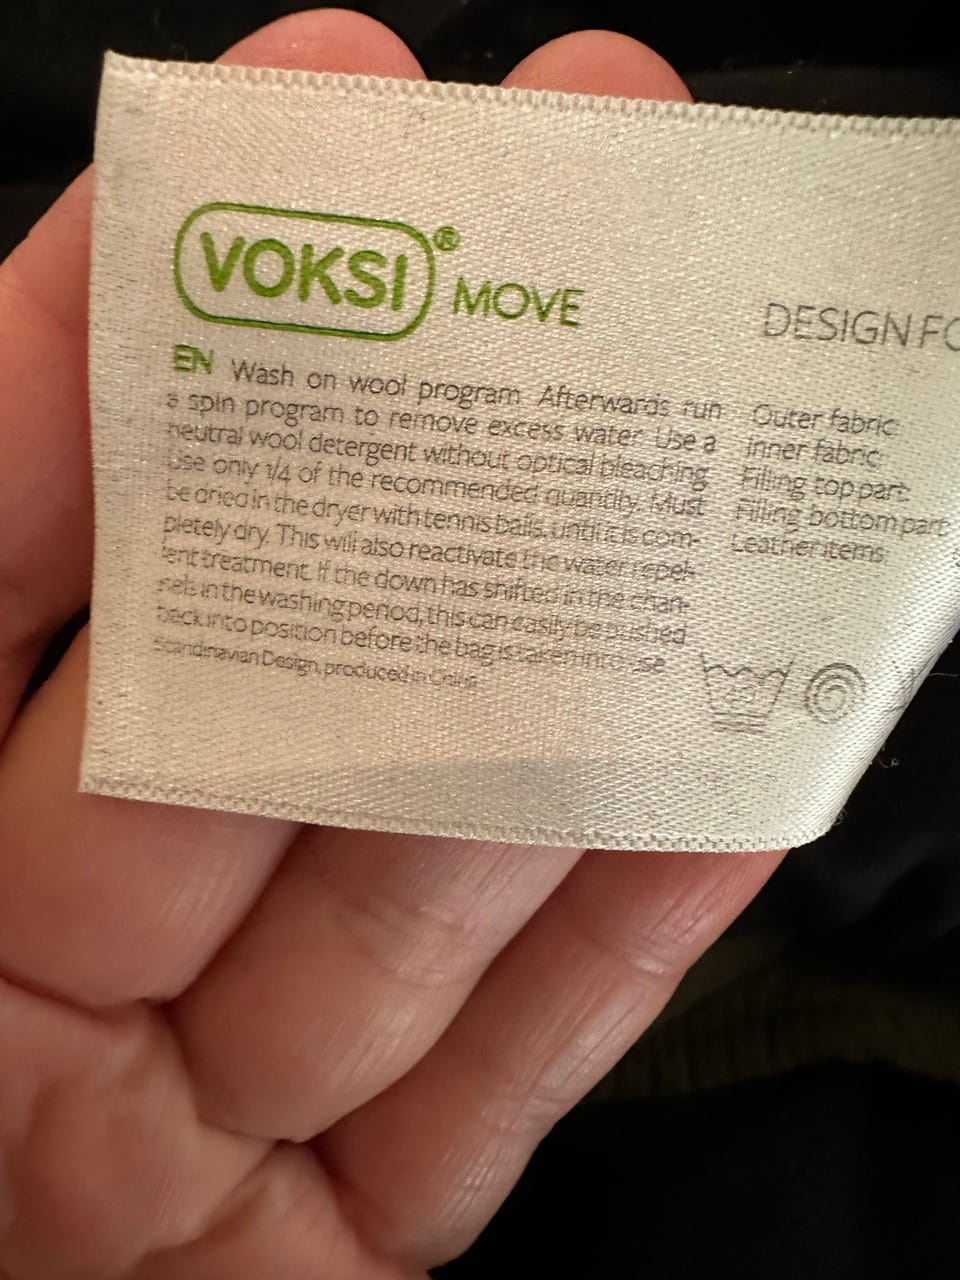 VOKSI® MOVE
DESIGN FO
EN Wash on wool program Afterwards run
a spin program to remove excess water. Use a
neutral wool detergent without optical bleaching
Use only 1/4 of the recommended quantity. Must
be dried in the dryer with tennis balls, until it is com-
pletely dry. This will also reactivate the water repel-
lent treatment. If the down has shifted in the chan-
nels in the washing period, this can easily be pushed
back into position before the bag is taken into use
Scandinavian Design, produced in China
Outer fabric:
Inner fabric:
Filling top part:
Filling bottom part:
Leather items: